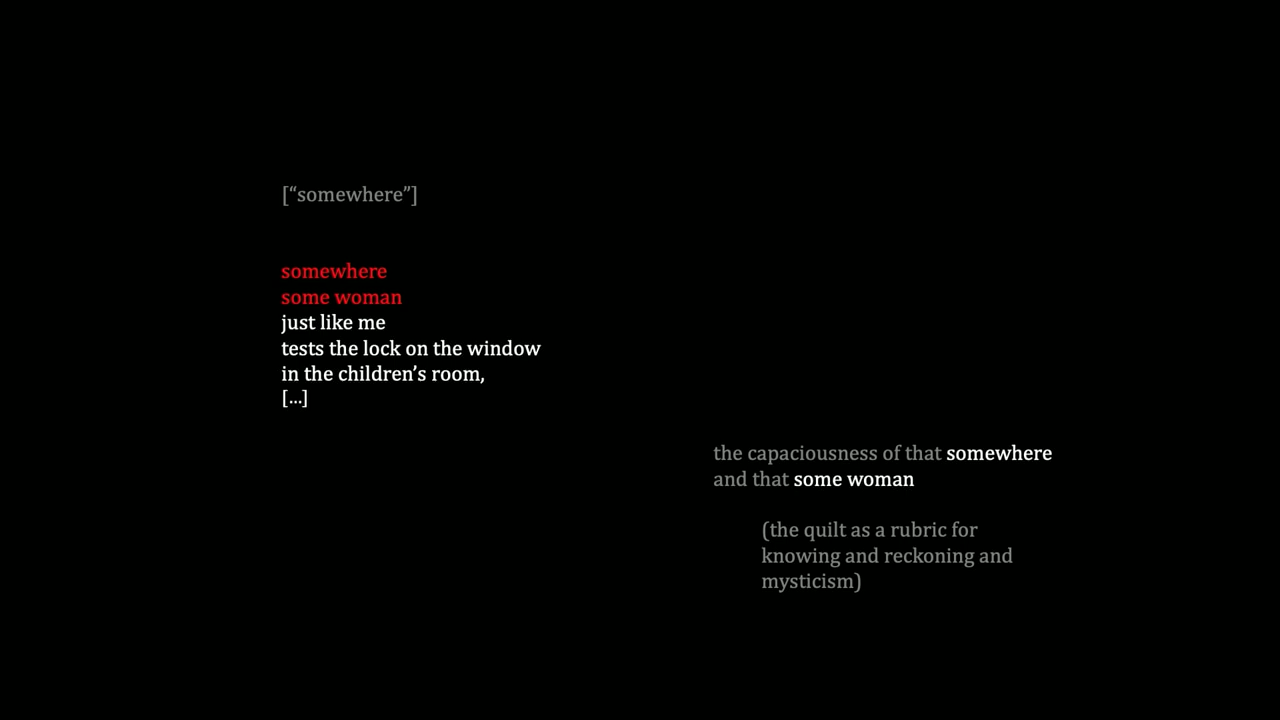 [“somewhere”]
somewhere
some woman
just like me
tests the lock on the window
in the children’s room,
[...]
the capaciousness of that somewhere
and that some woman
(the quilt as a rubric for
knowing and reckoning and
mysticism)